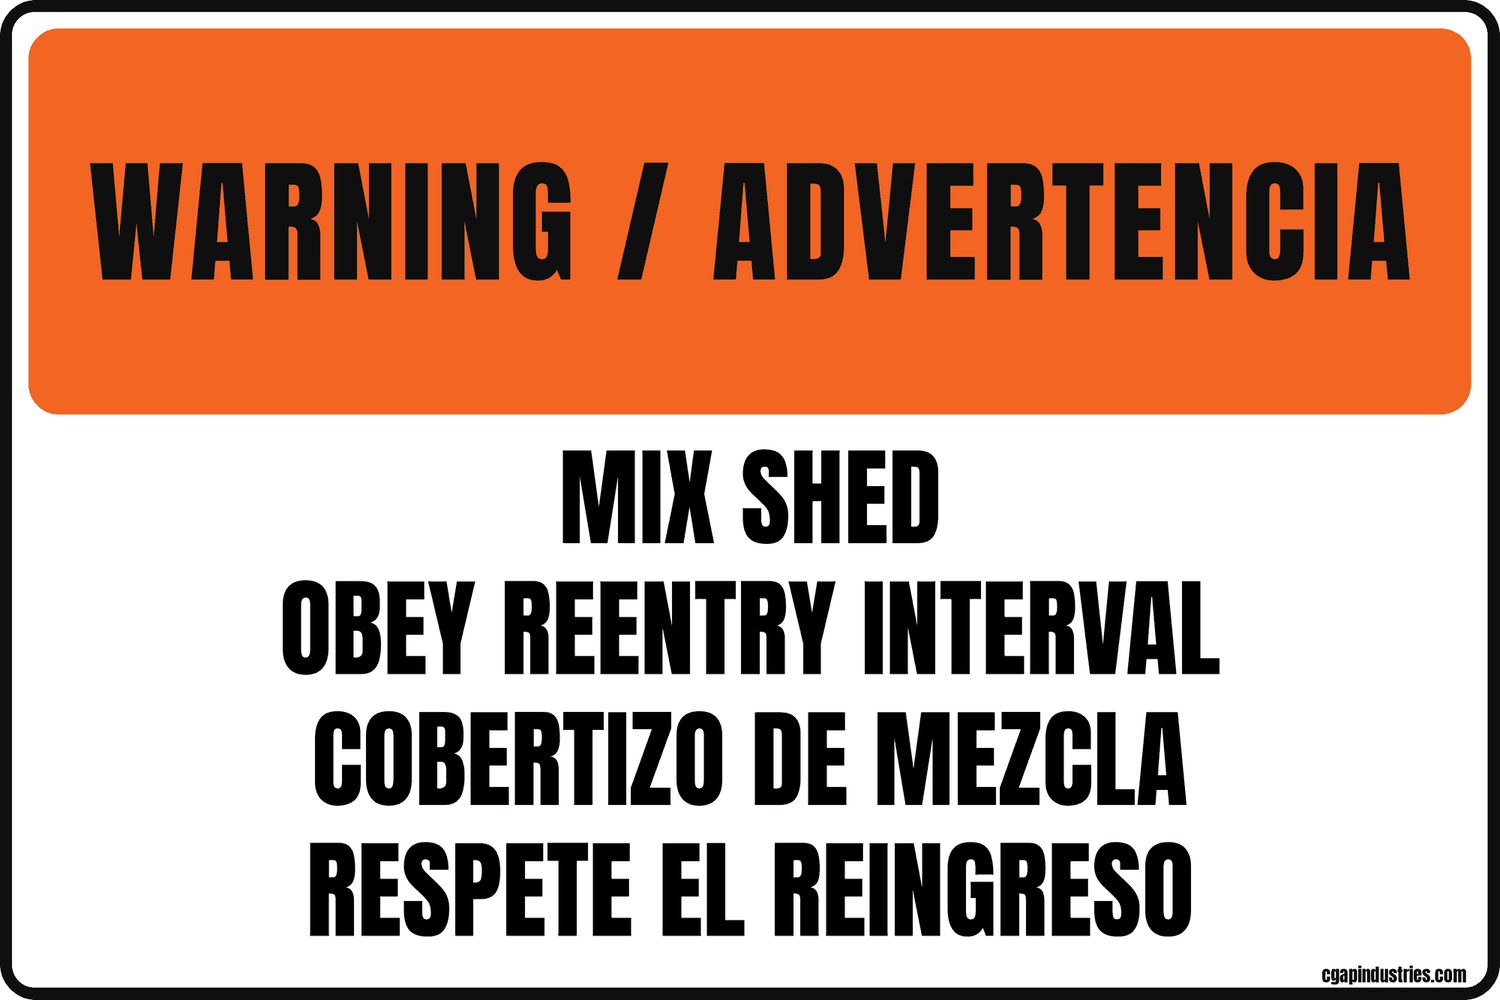 WARNING / ADVERTENCIA
MIX SHED
OBEY REENTRY INTERVAL
COBERTIZO DE MEZCLA
RESPETE EL REINGRESO
cgapindustries.com